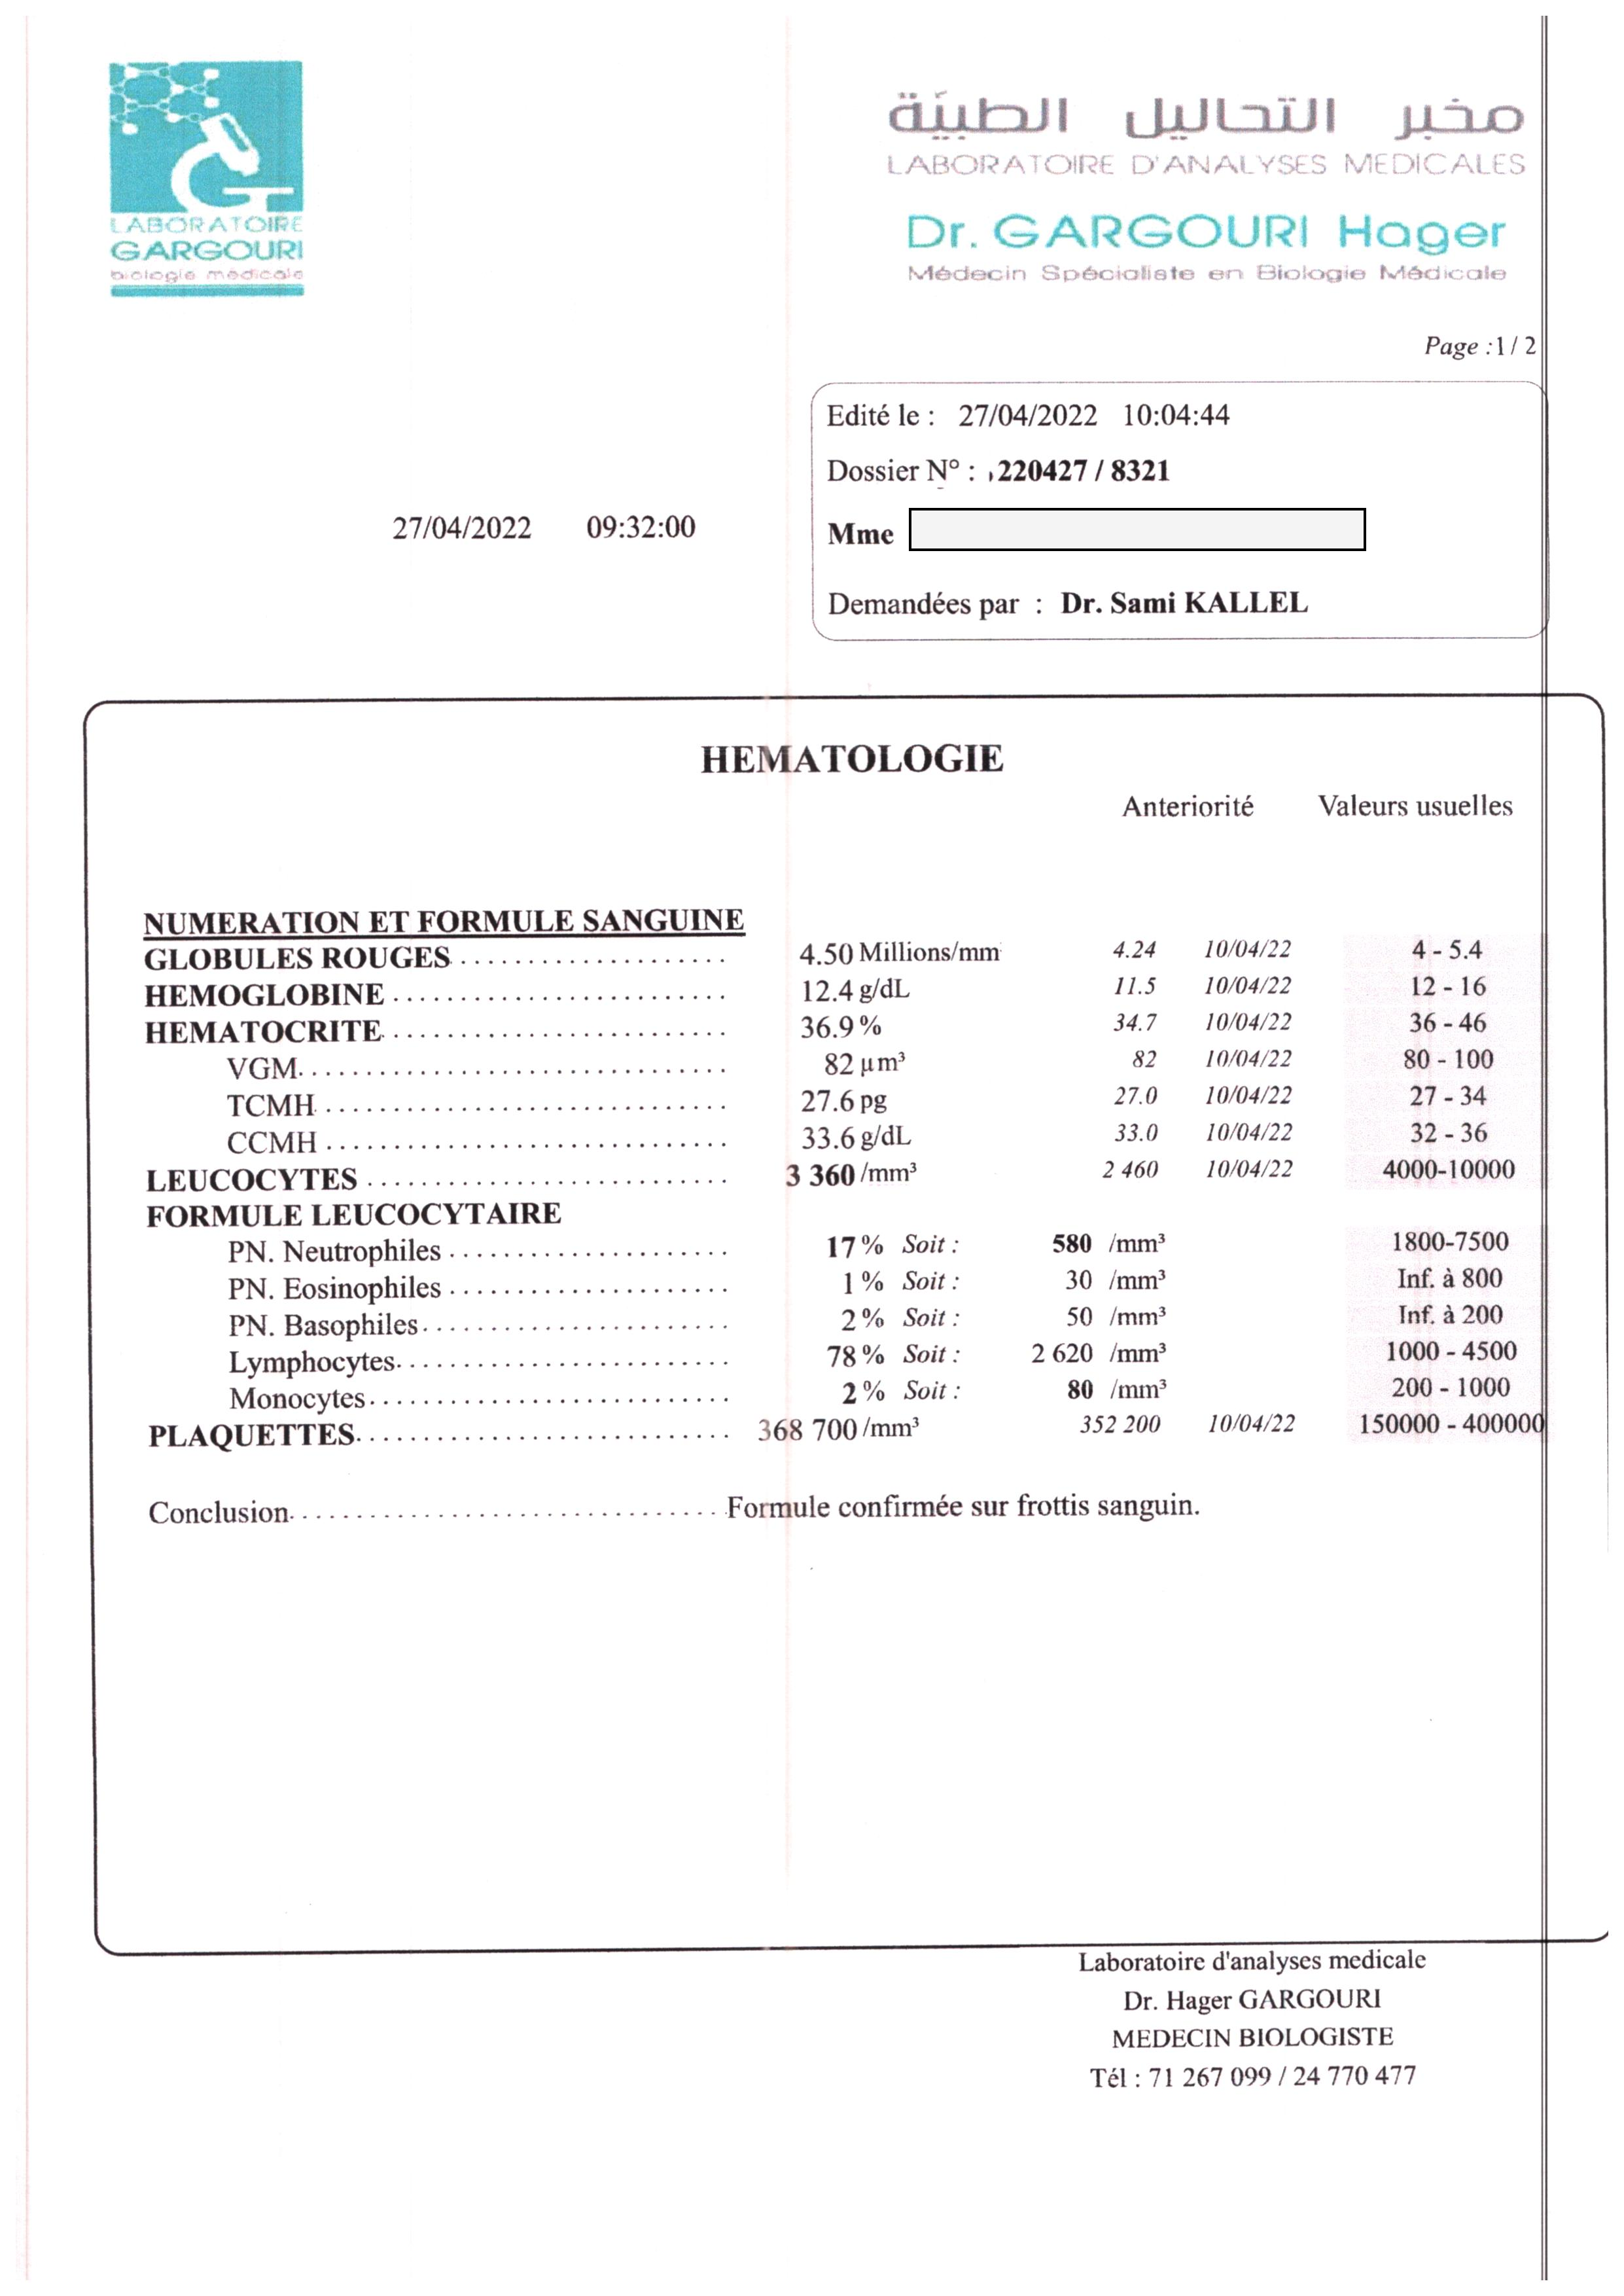 LABORATOIRE
GARGOURI
biologie médicale
مخبر التحاليل الطبيّة
LABORATOIRE D'ANALYSES MEDICALES
Dr. GARGOURI Hager
Médecin Spécialiste en Biologie Médicale
Page :1 / 2
Edité le : 27/04/2022 10:04:44
Dossier N° : 220427 / 8321
27/04/2022 09:32:00
Mme
Demandées par : Dr. Sami KALLEL
HEMATOLOGIE
Anteriorité Valeurs usuelles
NUMERATION ET FORMULE SANGUINE
GLOBULES ROUGES 4.50 Millions/mm 4.24 10/04/22 4 - 5.4
HEMOGLOBINE 12.4 g/dL 11.5 10/04/22 12 - 16
HEMATOCRITE 36.9 % 34.7 10/04/22 36 - 46
VGM 82 µm³ 82 10/04/22 80 - 100
TCMH 27.6 pg 27.0 10/04/22 27 - 34
CCMH 33.6 g/dL 33.0 10/04/22 32 - 36
LEUCOCYTES 3 360 /mm³ 2 460 10/04/22 4000-10000
FORMULE LEUCOCYTAIRE
PN. Neutrophiles 17 % Soit : 580 /mm³ 1800-7500
PN. Eosinophiles 1 % Soit : 30 /mm³ Inf. à 800
PN. Basophiles 2 % Soit : 50 /mm³ Inf. à 200
Lymphocytes 78 % Soit : 2 620 /mm³ 1000 - 4500
Monocytes 2 % Soit : 80 /mm³ 200 - 1000
PLAQUETTES 368 700 /mm³ 352 200 10/04/22 150000 - 400000
Conclusion Formule confirmée sur frottis sanguin.
Laboratoire d'analyses medicale
Dr. Hager GARGOURI
MEDECIN BIOLOGISTE
Tél : 71 267 099 / 24 770 477